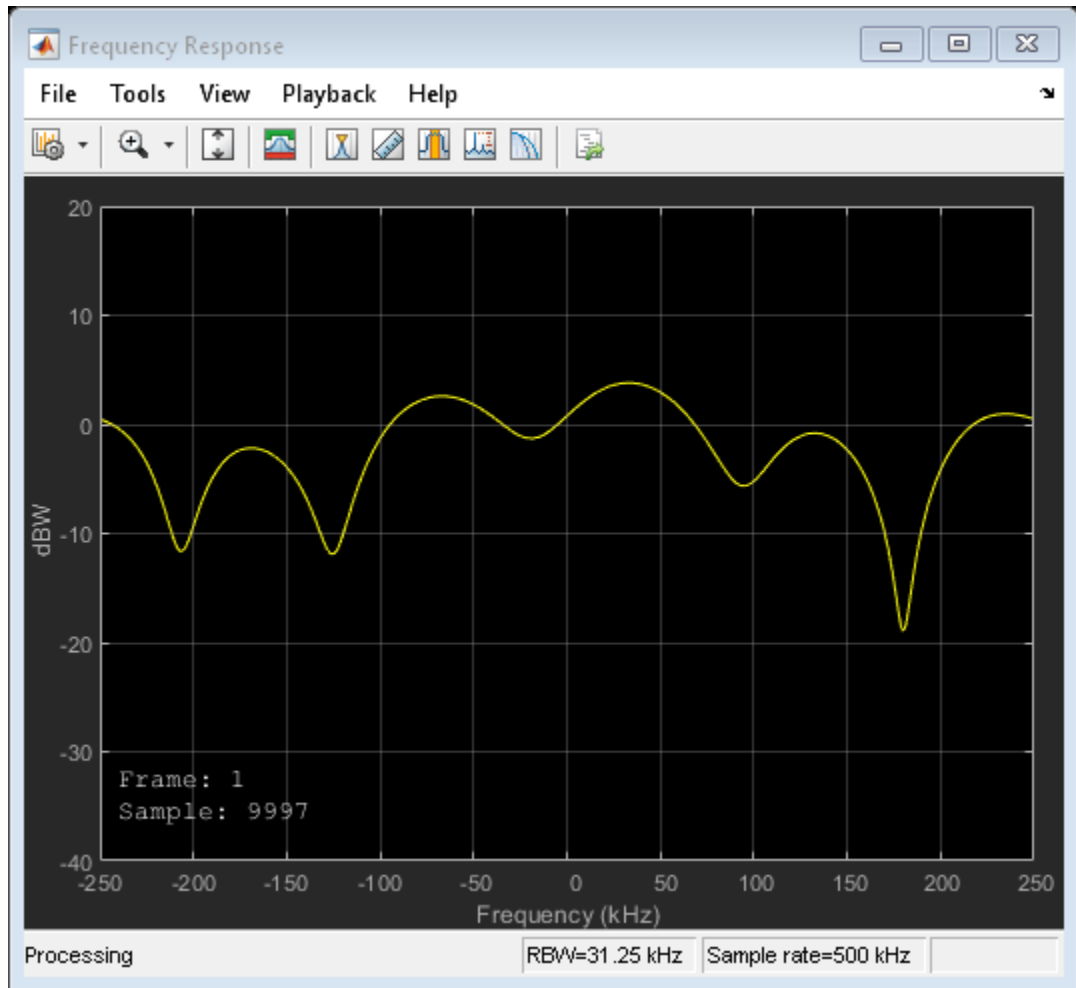 Frequency Response
File Tools View Playback Help
20
10
0
-10
-20
-30
-40
dBW
Frame: 1
Sample: 9997
-250 -200 -150 -100 -50 0 50 100 150 200 250
Frequency (kHz)
Processing RBW=31.25 kHz Sample rate=500 kHz